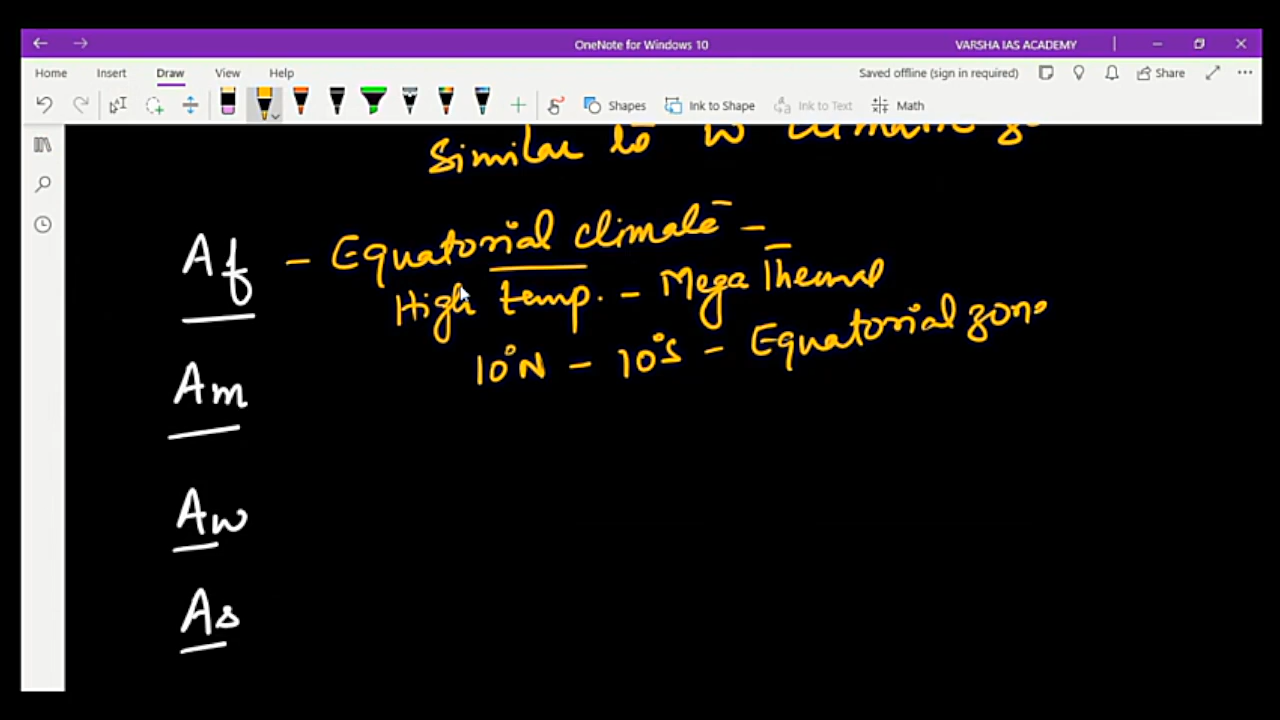 OneNote for Windows 10 VARSHA IAS ACADEMY
Home Insert Draw View Help Saved offline (sign in required) Share
Shapes Ink to Shape Ink to Text Math
Similar to W climatic
Af - Equatorial climate -
High temp. - Mega Thermal
10°N - 10°S - Equatorial zone
Am
Aw
As